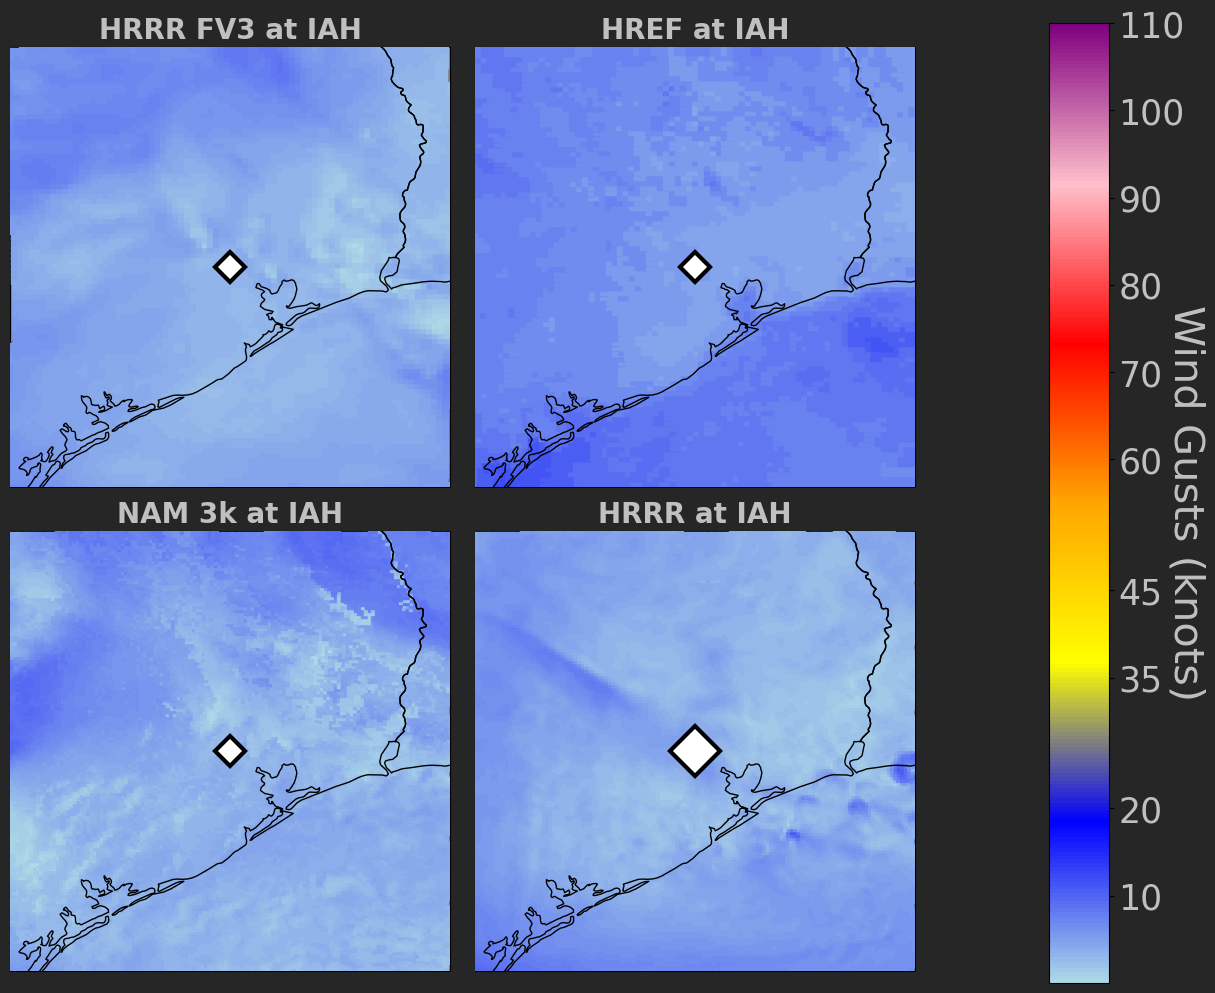 HRRR FV3 at IAH
HREF at IAH
NAM 3k at IAH
HRRR at IAH
110
100
90
80
70
60
45
35
20
10
Wind Gusts (knots)